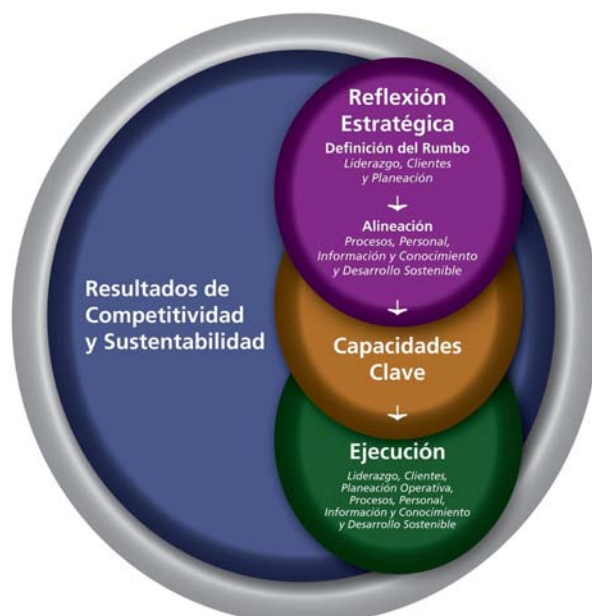 Reflexión
Estratégica
Definición del Rumbo
Liderazgo, Clientes
y Planeación
Alineación
Procesos, Personal,
Información y Conocimiento
y Desarrollo Sostenible
Resultados de
Competitividad
y Sustentabilidad
Capacidades
Clave
Ejecución
Liderazgo, Clientes,
Planeación Operativa,
Procesos, Personal,
Información y Conocimiento
y Desarrollo Sostenible